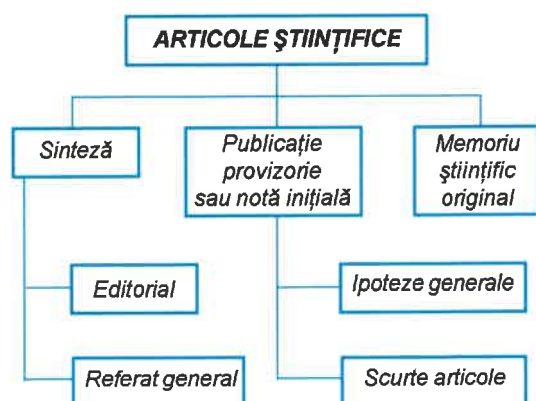 ARTICOLE ŞTIINŢIFICE
Sinteză
Publicaţie
provizorie
sau notă iniţială
Memoriu
ştiinţific
original
Editorial
Ipoteze generale
Referat general
Scurte articole